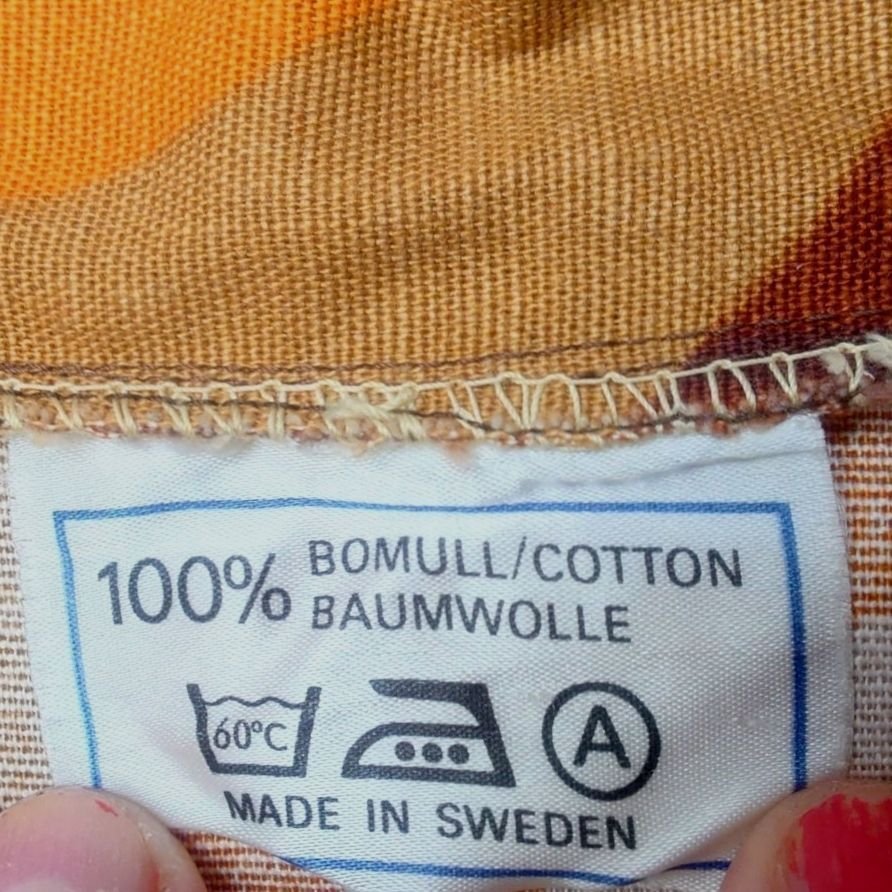 100% BOMULL/COTTON
BAUMWOLLE
60°C A
MADE IN SWEDEN